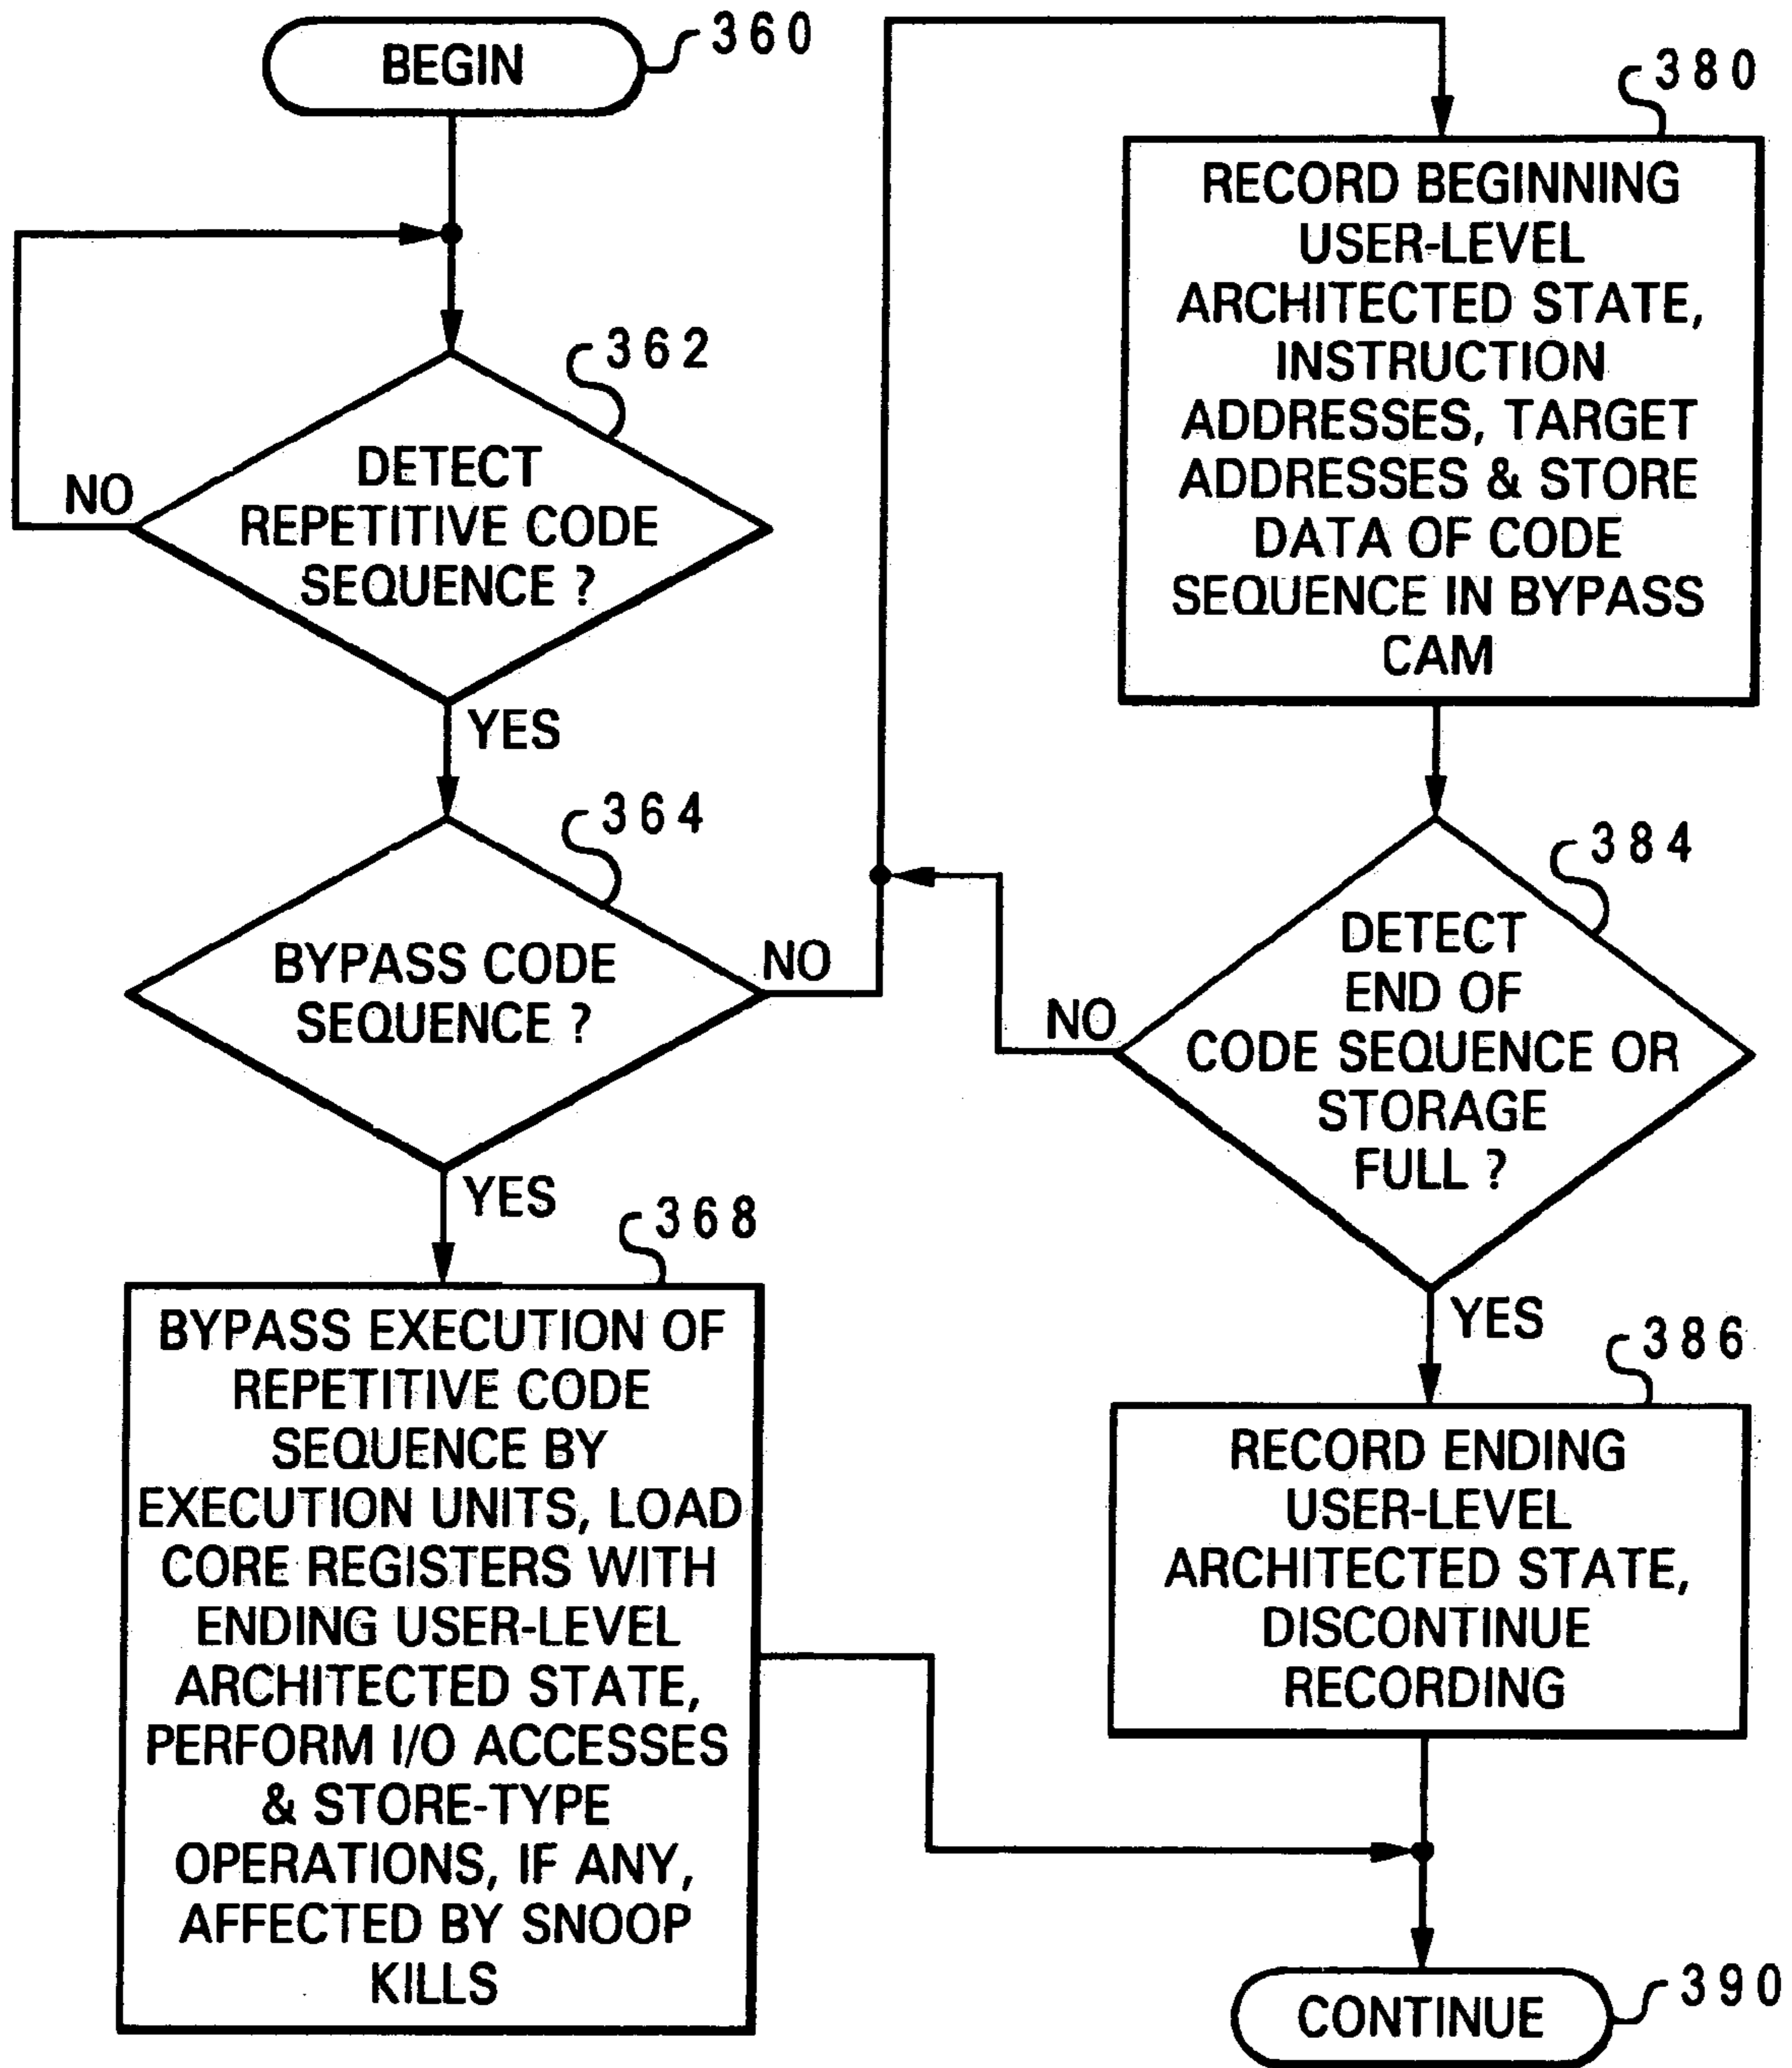 BEGIN
360
362
DETECT
REPETITIVE CODE
SEQUENCE ?
NO
YES
364
BYPASS CODE
SEQUENCE ?
NO
YES
368
BYPASS EXECUTION OF
REPETITIVE CODE
SEQUENCE BY
EXECUTION UNITS, LOAD
CORE REGISTERS WITH
ENDING USER-LEVEL
ARCHITECTED STATE,
PERFORM I/O ACCESSES
& STORE-TYPE
OPERATIONS, IF ANY,
AFFECTED BY SNOOP
KILLS
380
RECORD BEGINNING
USER-LEVEL
ARCHITECTED STATE,
INSTRUCTION
ADDRESSES, TARGET
ADDRESSES & STORE
DATA OF CODE
SEQUENCE IN BYPASS
CAM
384
DETECT
END OF
CODE SEQUENCE OR
STORAGE
FULL ?
NO
YES
386
RECORD ENDING
USER-LEVEL
ARCHITECTED STATE,
DISCONTINUE
RECORDING
CONTINUE
390